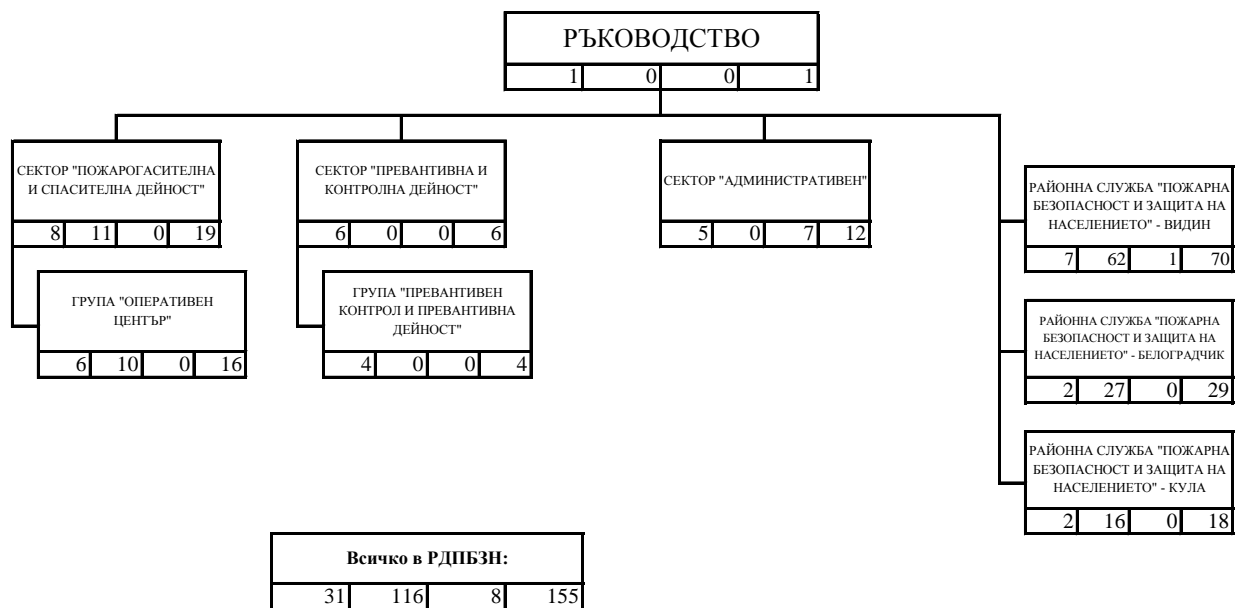 РЪКОВОДСТВО
1 0 0 1
СЕКТОР "ПОЖАРОГАСИТЕЛНА
И СПАСИТЕЛНА ДЕЙНОСТ"
8 11 0 19
ГРУПА "ОПЕРАТИВЕН
ЦЕНТЪР"
6 10 0 16
СЕКТОР "ПРЕВАНТИВНА И
КОНТРОЛНА ДЕЙНОСТ"
6 0 0 6
ГРУПА "ПРЕВАНТИВЕН
КОНТРОЛ И ПРЕВАНТИВНА
ДЕЙНОСТ"
4 0 0 4
СЕКТОР "АДМИНИСТРАТИВЕН"
5 0 7 12
РАЙОННА СЛУЖБА "ПОЖАРНА
БЕЗОПАСНОСТ И ЗАЩИТА НА
НАСЕЛЕНИЕТО" - ВИДИН
7 62 1 70
РАЙОННА СЛУЖБА "ПОЖАРНА
БЕЗОПАСНОСТ И ЗАЩИТА НА
НАСЕЛЕНИЕТО" - БЕЛОГРАДЧИК
2 27 0 29
РАЙОННА СЛУЖБА "ПОЖАРНА
БЕЗОПАСНОСТ И ЗАЩИТА НА
НАСЕЛЕНИЕТО" - КУЛА
2 16 0 18
Всичко в РДПБЗН:
31 116 8 155